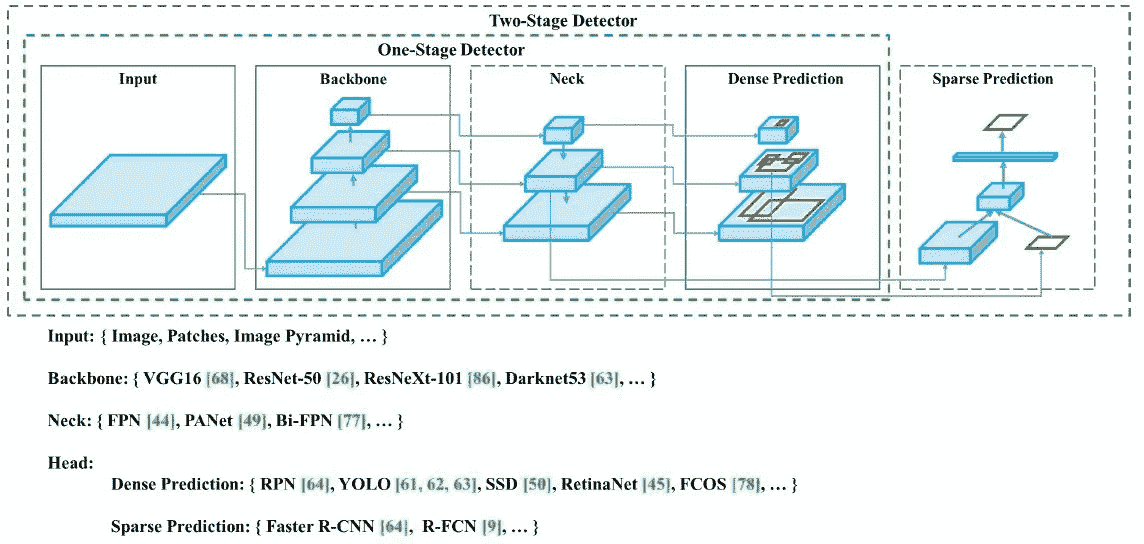 Two-Stage Detector
One-Stage Detector
Input
Backbone
Neck
Dense Prediction
Sparse Prediction
Input: { Image, Patches, Image Pyramid, … }
Backbone: { VGG16 [68], ResNet-50 [26], ResNeXt-101 [86], Darknet53 [63], … }
Neck: { FPN [44], PANet [49], Bi-FPN [77], … }
Head:
Dense Prediction: { RPN [64], YOLO [61, 62, 63], SSD [50], RetinaNet [45], FCOS [78], … }
Sparse Prediction: { Faster R-CNN [64], R-FCN [9], … }